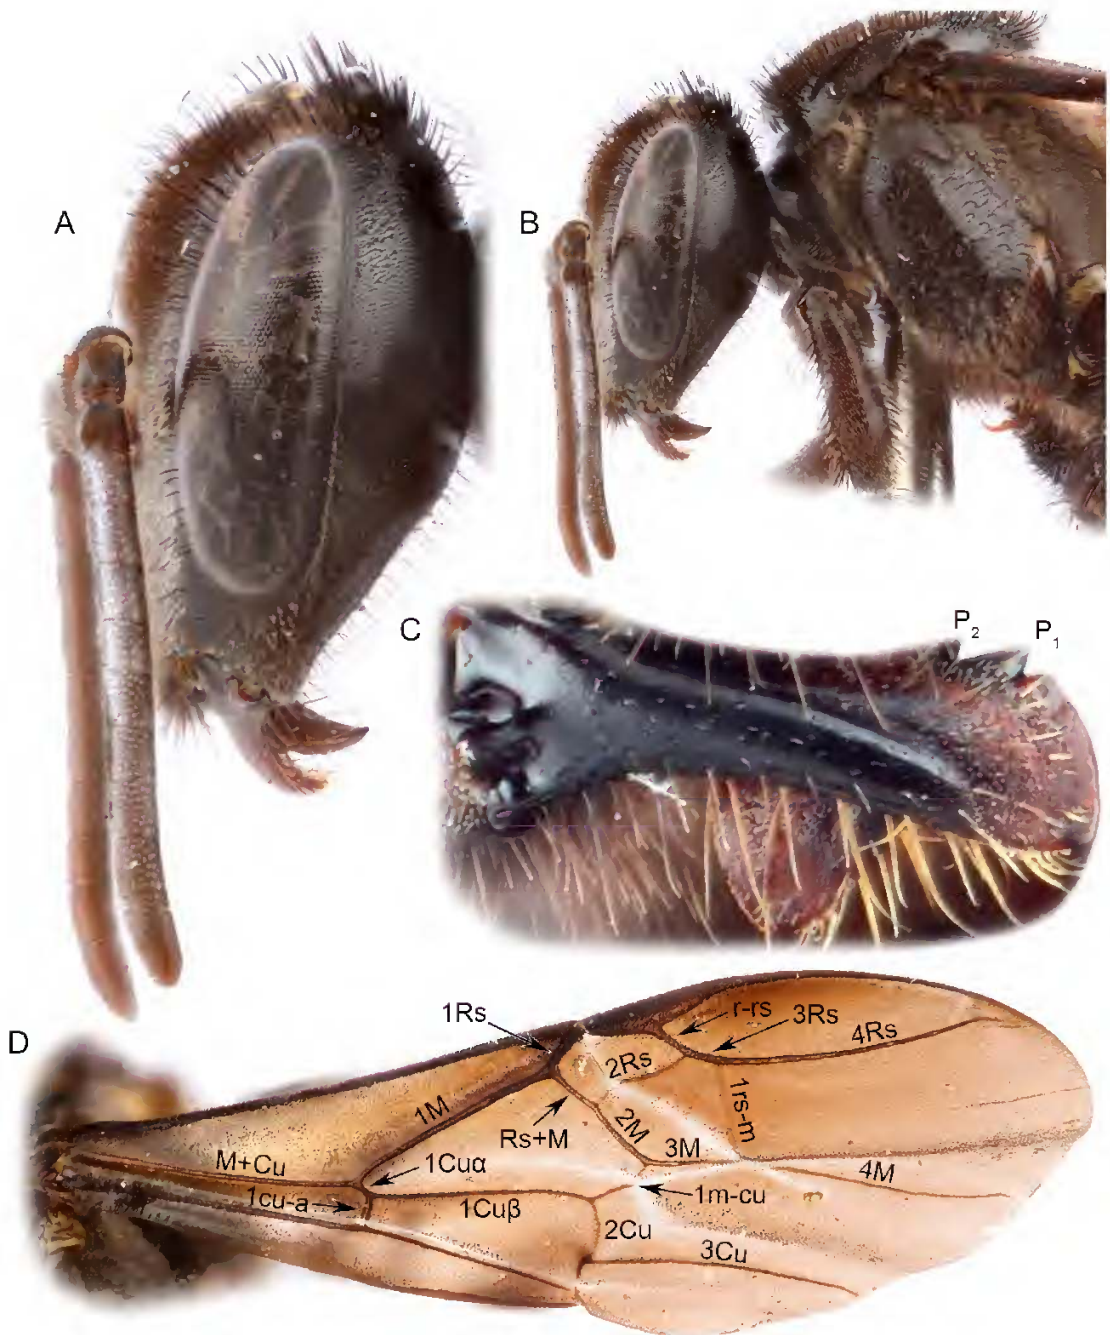 A
B
C
P₂
P₁
D
1Rs
r-rs
3Rs
4Rs
2Rs
1M
1rs-m
Rs+M
2M
3M
M+Cu
1Cuα
4M
1cu-a
1Cuβ
1m-cu
2Cu
3Cu